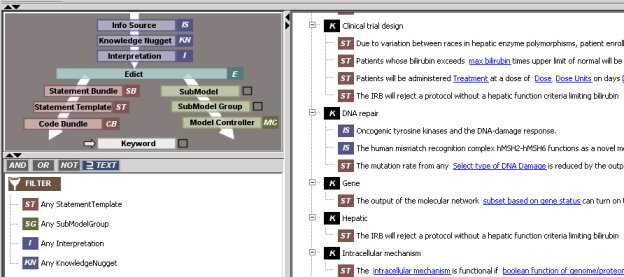 Info Source IS
Knowledge Nugget KN
Interpretation I
Edict E
Statement Bundle SB
SubModel
Statement Template ST
SubModel Group
Code Bundle CB
Model Controller MC
Keyword
AND OR NOT ⊇ TEXT
FILTER
ST Any StatementTemplate
SG Any SubModelGroup
I Any Interpretation
KN Any KnowledgeNugget
K Clinical trial design
ST Due to variation between races in hepatic enzyme polymorphisms, patient enroll
ST Patients whose bilirubin exceeds max bilirubin times upper limit of normal will be
ST Patients will be administered Treatment at a dose of Dose Dose Units on days
ST The IRB will reject a protocol without a hepatic function criteria limiting bilirubin
K DNA repair
IS Oncogenic tyrosine kinases and the DNA-damage response.
IS The human mismatch recognition complex hMSH2-hMSH6 functions as a novel m
ST The mutation rate from any Select type of DNA Damage is reduced by the outp
K Gene
ST The output of the molecular network subset based on gene status can turn on
K Hepatic
ST The IRB will reject a protocol without a hepatic function criteria limiting bilirubin
K Intracellular mechanism
ST The intracellular mechanism is functional if boolean function of genome/proteo